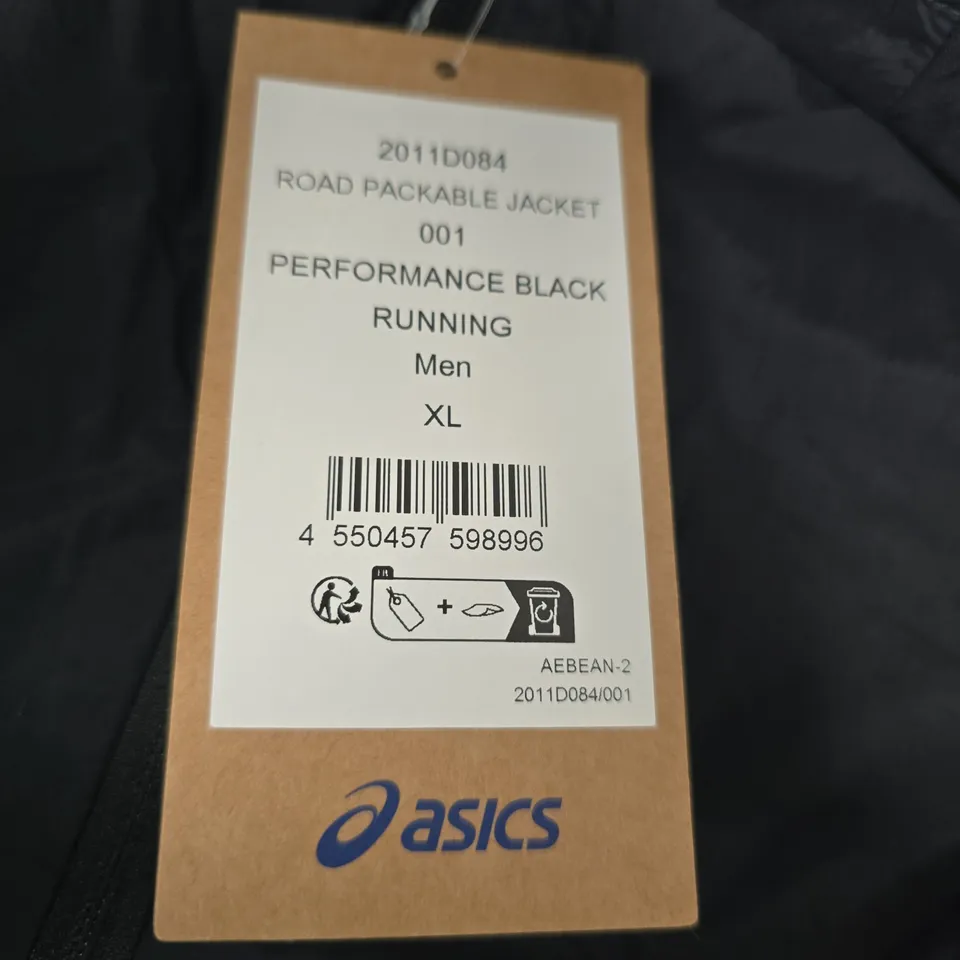 2011D084
ROAD PACKABLE JACKET
001
PERFORMANCE BLACK
RUNNING
Men
XL
4 550457 598996
FR
+
AEBEAN-2
2011D084/001
asics